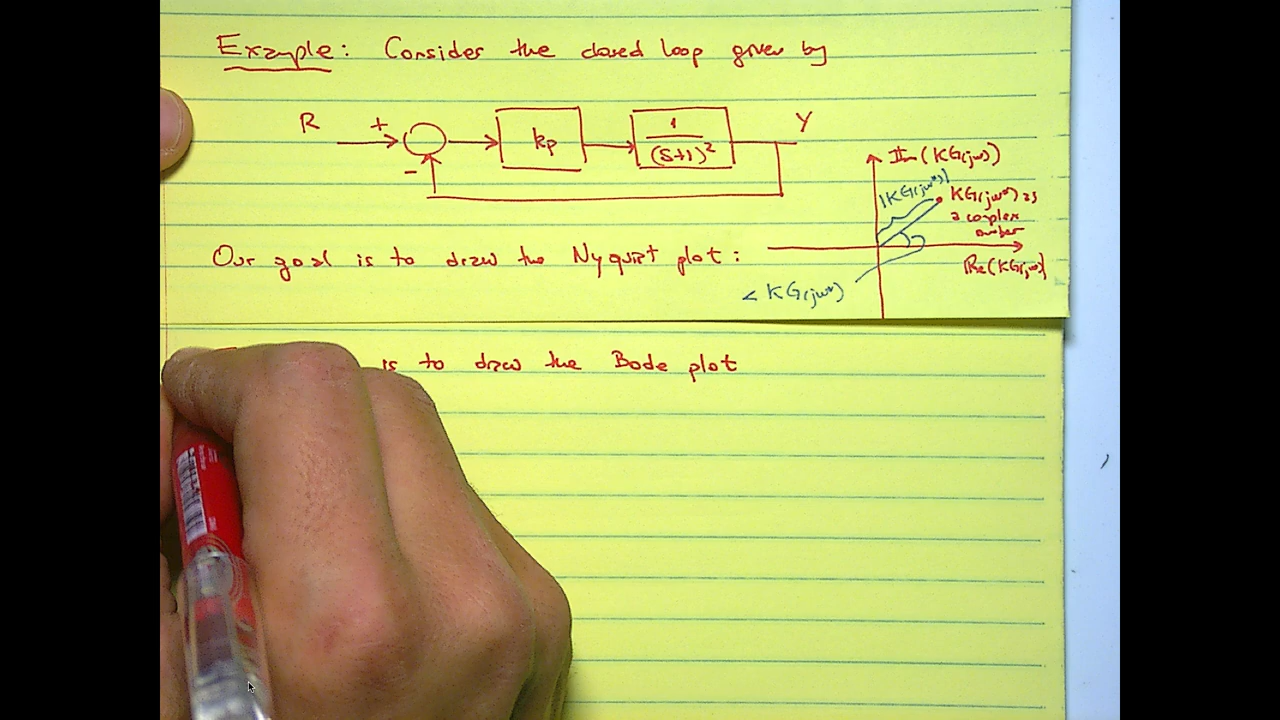 Example: Consider the closed loop given by
R + - kp 1/(s+1)² Y
Im(KG(jω))
|KG(jω*)|
KG(jω*) as
a complex
number
Our goal is to draw the Nyquist plot:
Re(KG(jω))
< KG(jω*)
is to draw the Bode plot